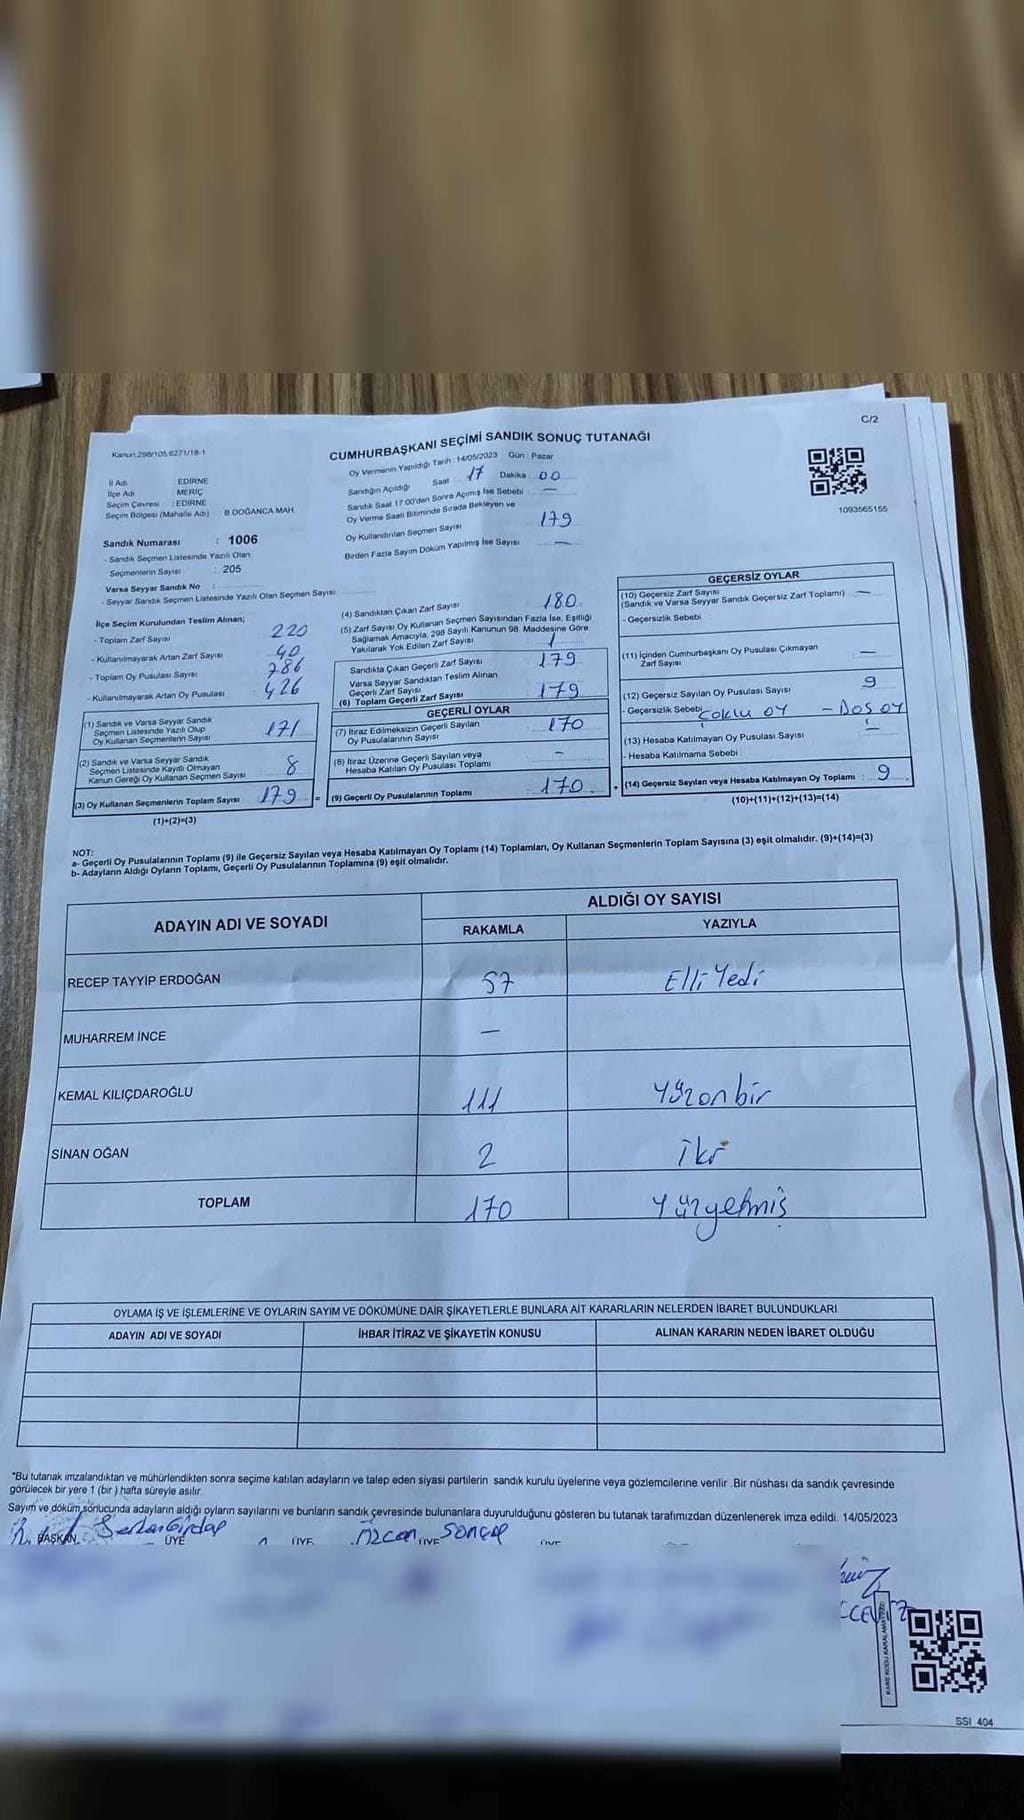 C/2
Kanun,298/105,6271/18-1
CUMHURBAŞKANI SEÇİMİ SANDIK SONUÇ TUTANAĞI
İl Adı : EDİRNE
İlçe Adı : MERİÇ
Seçim Çevresi : EDİRNE
Seçim Bölgesi (Mahalle Adı) B.DOĞANCA MAH.
Sandık Numarası : 1006
- Sandık Seçmen Listesinde Yazılı Olan
Seçmenlerin Sayısı : 205
Varsa Seyyar Sandık No :
- Seyyar Sandık Seçmen Listesinde Yazılı Olan Seçmen Sayısı
Oy Vermenin Yapıldığı Tarih : 14/05/2023 Gün : Pazar
Sandığın Açıldığı Saat 17 Dakika 00
Sandık Saat 17:00'den Sonra Açılmış İse Sebebi —
Oy Verme Saati Bitiminde Sırada Bekleyen ve
Oy Kullandırılan Seçmen Sayısı 179
Birden Fazla Sayım Döküm Yapılmış İse Sayısı —
1093565155
İlçe Seçim Kurulundan Teslim Alınan;
- Toplam Zarf Sayısı : 220
- Kullanılmayarak Artan Zarf Sayısı : 40
- Toplam Oy Pusulası Sayısı : 786
- Kullanılmayarak Artan Oy Pusulası : 426
(1) Sandık ve Varsa Seyyar Sandık
Seçmen Listesinde Yazılı Olup
Oy Kullanan Seçmenlerin Sayısı : 171
(2) Sandık ve Varsa Seyyar Sandık
Seçmen Listesinde Kayıtlı Olmayan
Kanun Gereği Oy Kullanan Seçmen Sayısı : 8
(3) Oy Kullanan Seçmenlerin Toplam Sayısı : 179 =
(1)+(2)=(3)
(4) Sandıktan Çıkan Zarf Sayısı 180
(5) Zarf Sayısı Oy Kullanan Seçmen Sayısından Fazla İse, Eşitliği
Sağlamak Amacıyla, 298 Sayılı Kanunun 98. Maddesine Göre
Yakılarak Yok Edilen Zarf Sayısı 1
Sandıkta Çıkan Geçerli Zarf Sayısı : 179
Varsa Seyyar Sandıktan Teslim Alınan
Geçerli Zarf Sayısı
(6) Toplam Geçerli Zarf Sayısı : 179
GEÇERLİ OYLAR
(7) İtiraz Edilmeksizin Geçerli Sayılan
Oy Pusulalarının Sayısı : 170
(8) İtiraz Üzerine Geçerli Sayılan veya
Hesaba Katılan Oy Pusulası Toplamı : —
(9) Geçerli Oy Pusulalarının Toplamı : 170 +
GEÇERSİZ OYLAR
(10) Geçersiz Zarf Sayısı
(Sandık ve Varsa Seyyar Sandık Geçersiz Zarf Toplamı) : —
- Geçersizlik Sebebi
(11) İçinden Cumhurbaşkanı Oy Pusulası Çıkmayan
Zarf Sayısı —
(12) Geçersiz Sayılan Oy Pusulası Sayısı 9
- Geçersizlik Sebebi Çoklu oy - Boş oy
(13) Hesaba Katılmayan Oy Pusulası Sayısı —
- Hesaba Katılmama Sebebi
(14) Geçersiz Sayılan veya Hesaba Katılmayan Oy Toplamı : 9
(10)+(11)+(12)+(13)=(14)
NOT:
a- Geçerli Oy Pusulalarının Toplamı (9) ile Geçersiz Sayılan veya Hesaba Katılmayan Oy Toplamı (14) Toplamları, Oy Kullanan Seçmenlerin Toplam Sayısına (3) eşit olmalıdır. (9)+(14)=(3)
b- Adayların Aldığı Oyların Toplamı, Geçerli Oy Pusulalarının Toplamına (9) eşit olmalıdır.
ADAYIN ADI VE SOYADI
ALDIĞI OY SAYISI
RAKAMLA YAZIYLA
RECEP TAYYİP ERDOĞAN 57 Elli Yedi
MUHARREM İNCE —
KEMAL KILIÇDAROĞLU 111 Yüzonbir
SİNAN OĞAN 2 İki
TOPLAM 170 Yüzyetmiş
OYLAMA İŞ VE İŞLEMLERİNE VE OYLARIN SAYIM VE DÖKÜMÜNE DAİR ŞİKAYETLERLE BUNLARA AİT KARARLARIN NELERDEN İBARET BULUNDUKLARI
ADAYIN ADI VE SOYADI İHBAR İTİRAZ VE ŞİKAYETİN KONUSU ALINAN KARARIN NEDEN İBARET OLDUĞU
*Bu tutanak imzalandıktan ve mühürlendikten sonra seçime katılan adayların ve talep eden siyasi partilerin sandık kurulu üyelerine veya gözlemcilerine verilir .Bir nüshası da sandık çevresinde
görülecek bir yere 1 (bir ) hafta süreyle asılır.
Sayım ve döküm sonucunda adayların aldığı oyların sayılarını ve bunların sandık çevresinde bulunanlara duyurulduğunu gösteren bu tutanak tarafımızdan düzenlenerek imza edildi. 14/05/2023
BAŞKAN ÜYE ÜYE ÜYE ÜYE
KARE KODU KARALAMAYINIZ
SSI 404